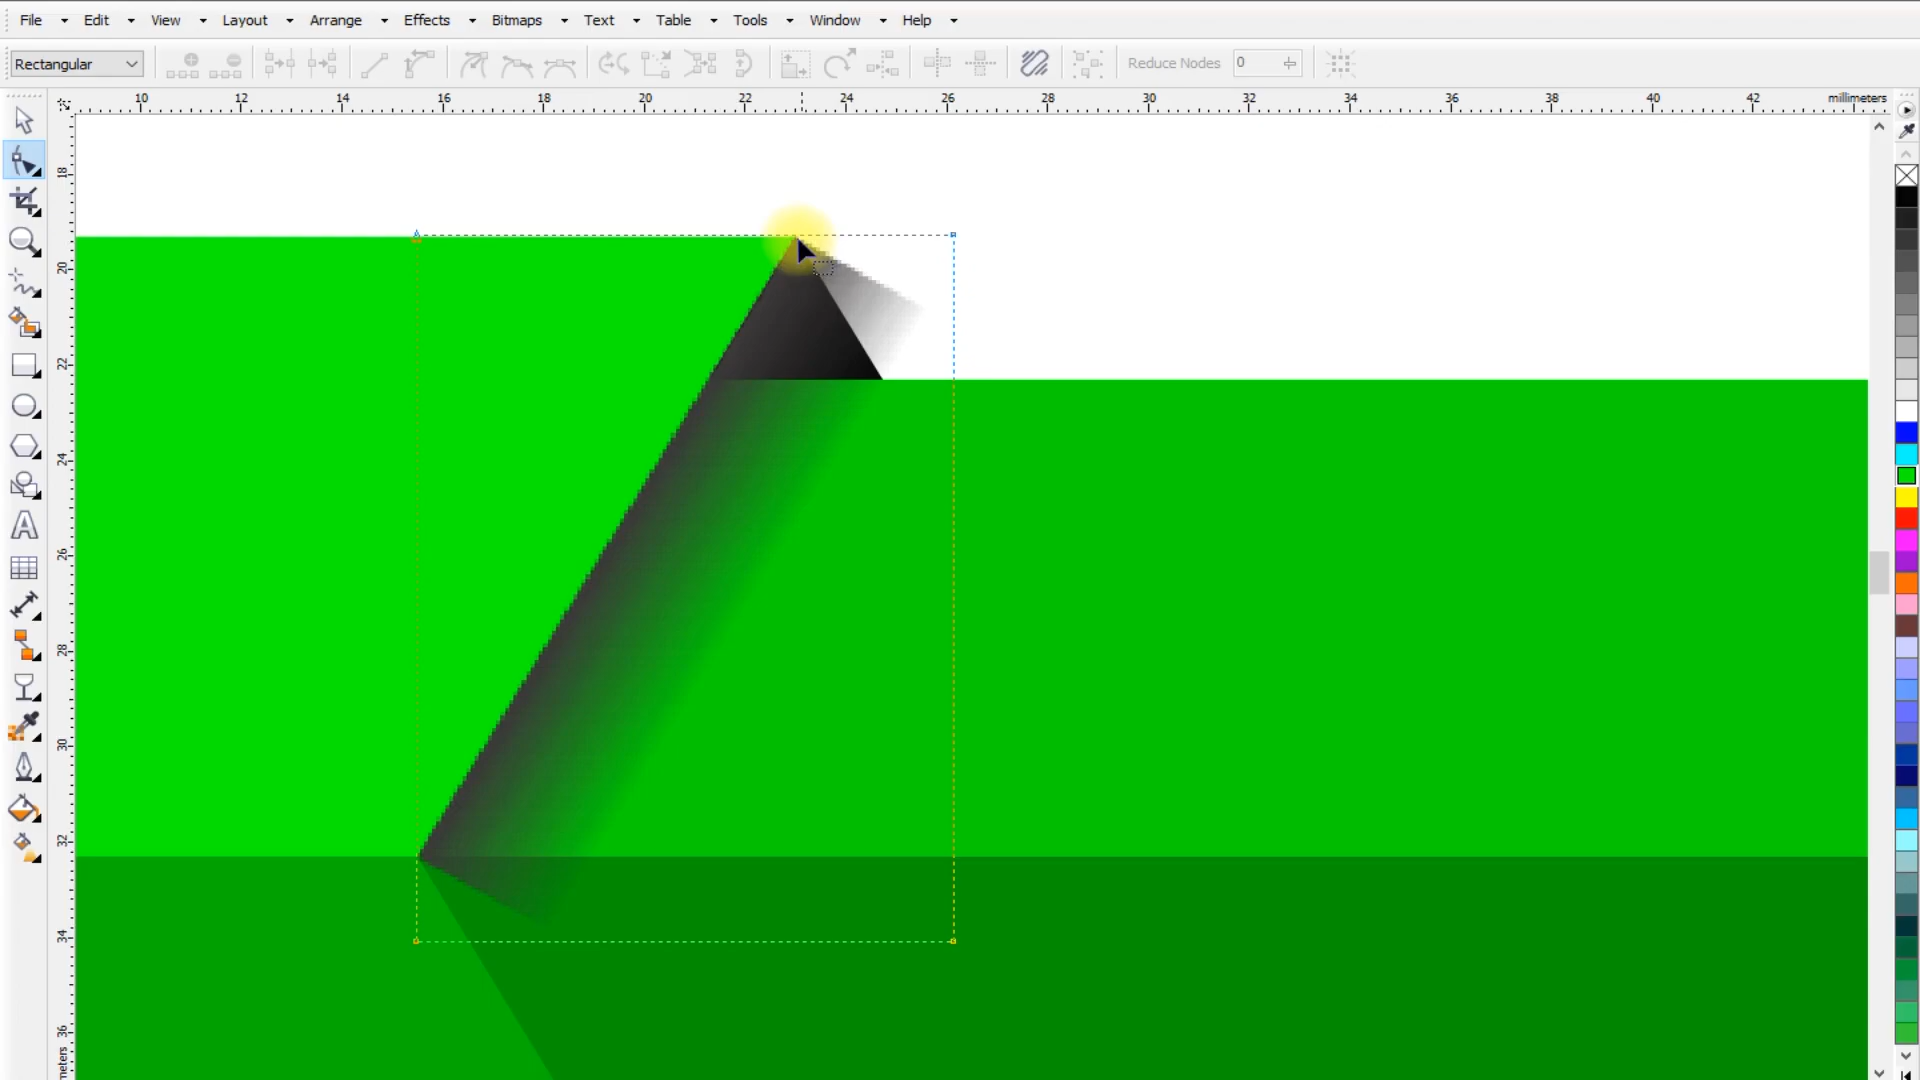 File Edit View Layout Arrange Effects Bitmaps Text Table Tools Window Help
Rectangular Reduce Nodes 0
10 12 14 16 18 20 22 24 26 28 30 32 34 36 38 40 42 millimeters
18
20
22
24
26
28
30
32
34
36
meters